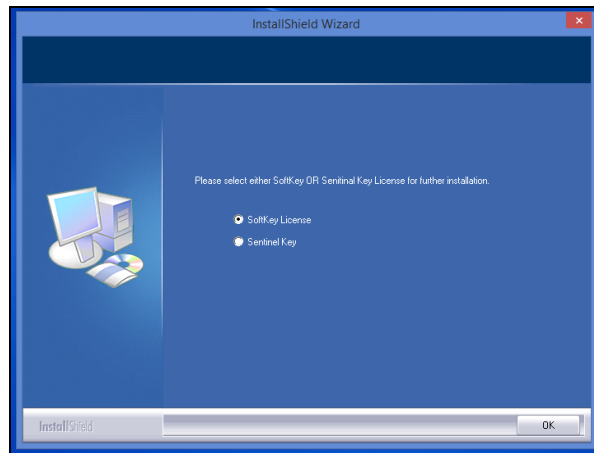 InstallShield Wizard
Please select either SoftKey OR Senitinal Key License for further installation.
SoftKey License
Sentinel Key
InstallShield
OK